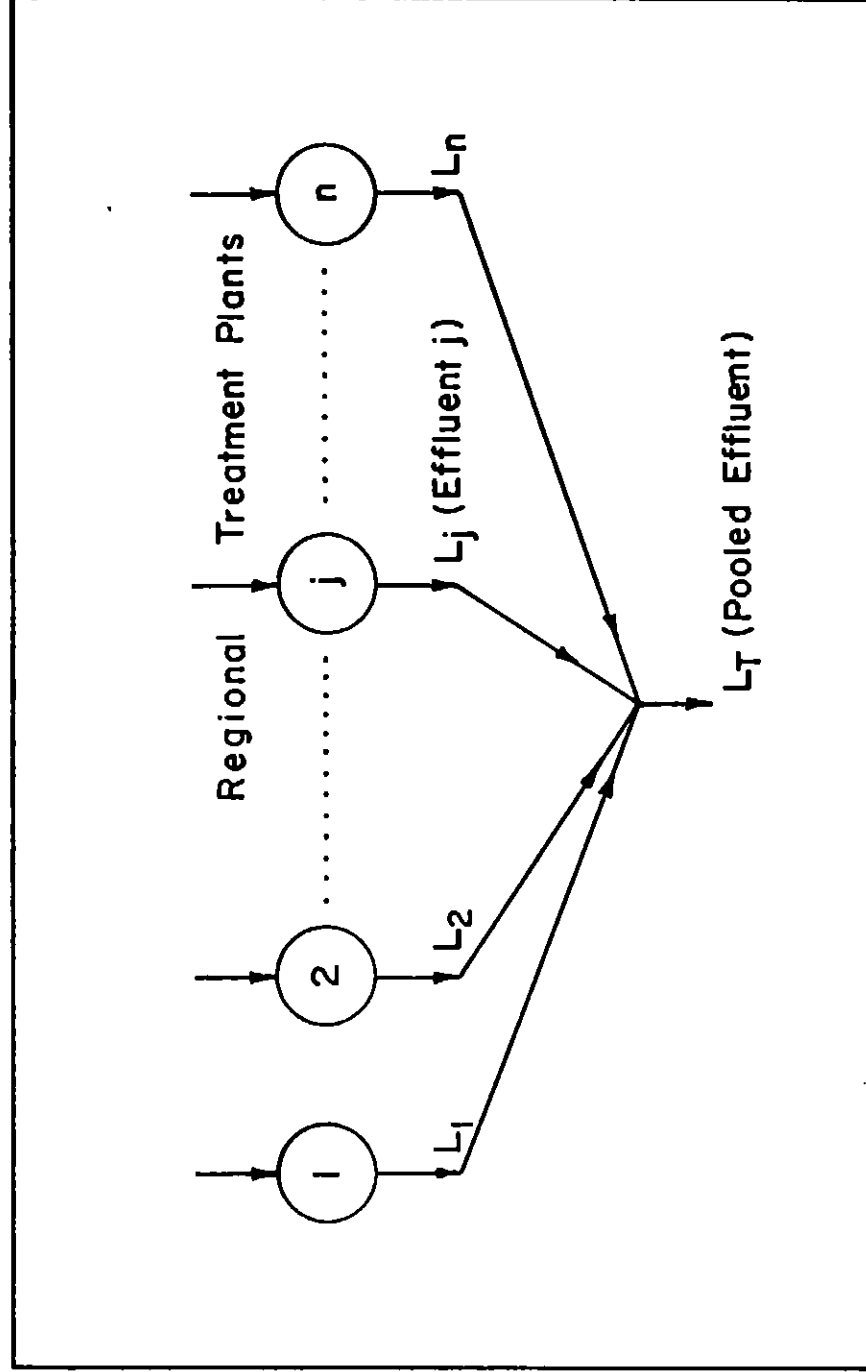 Regional Treatment Plants
1 2 j n
L1 L2 Lj (Effluent j) Ln
LT (Pooled Effluent)